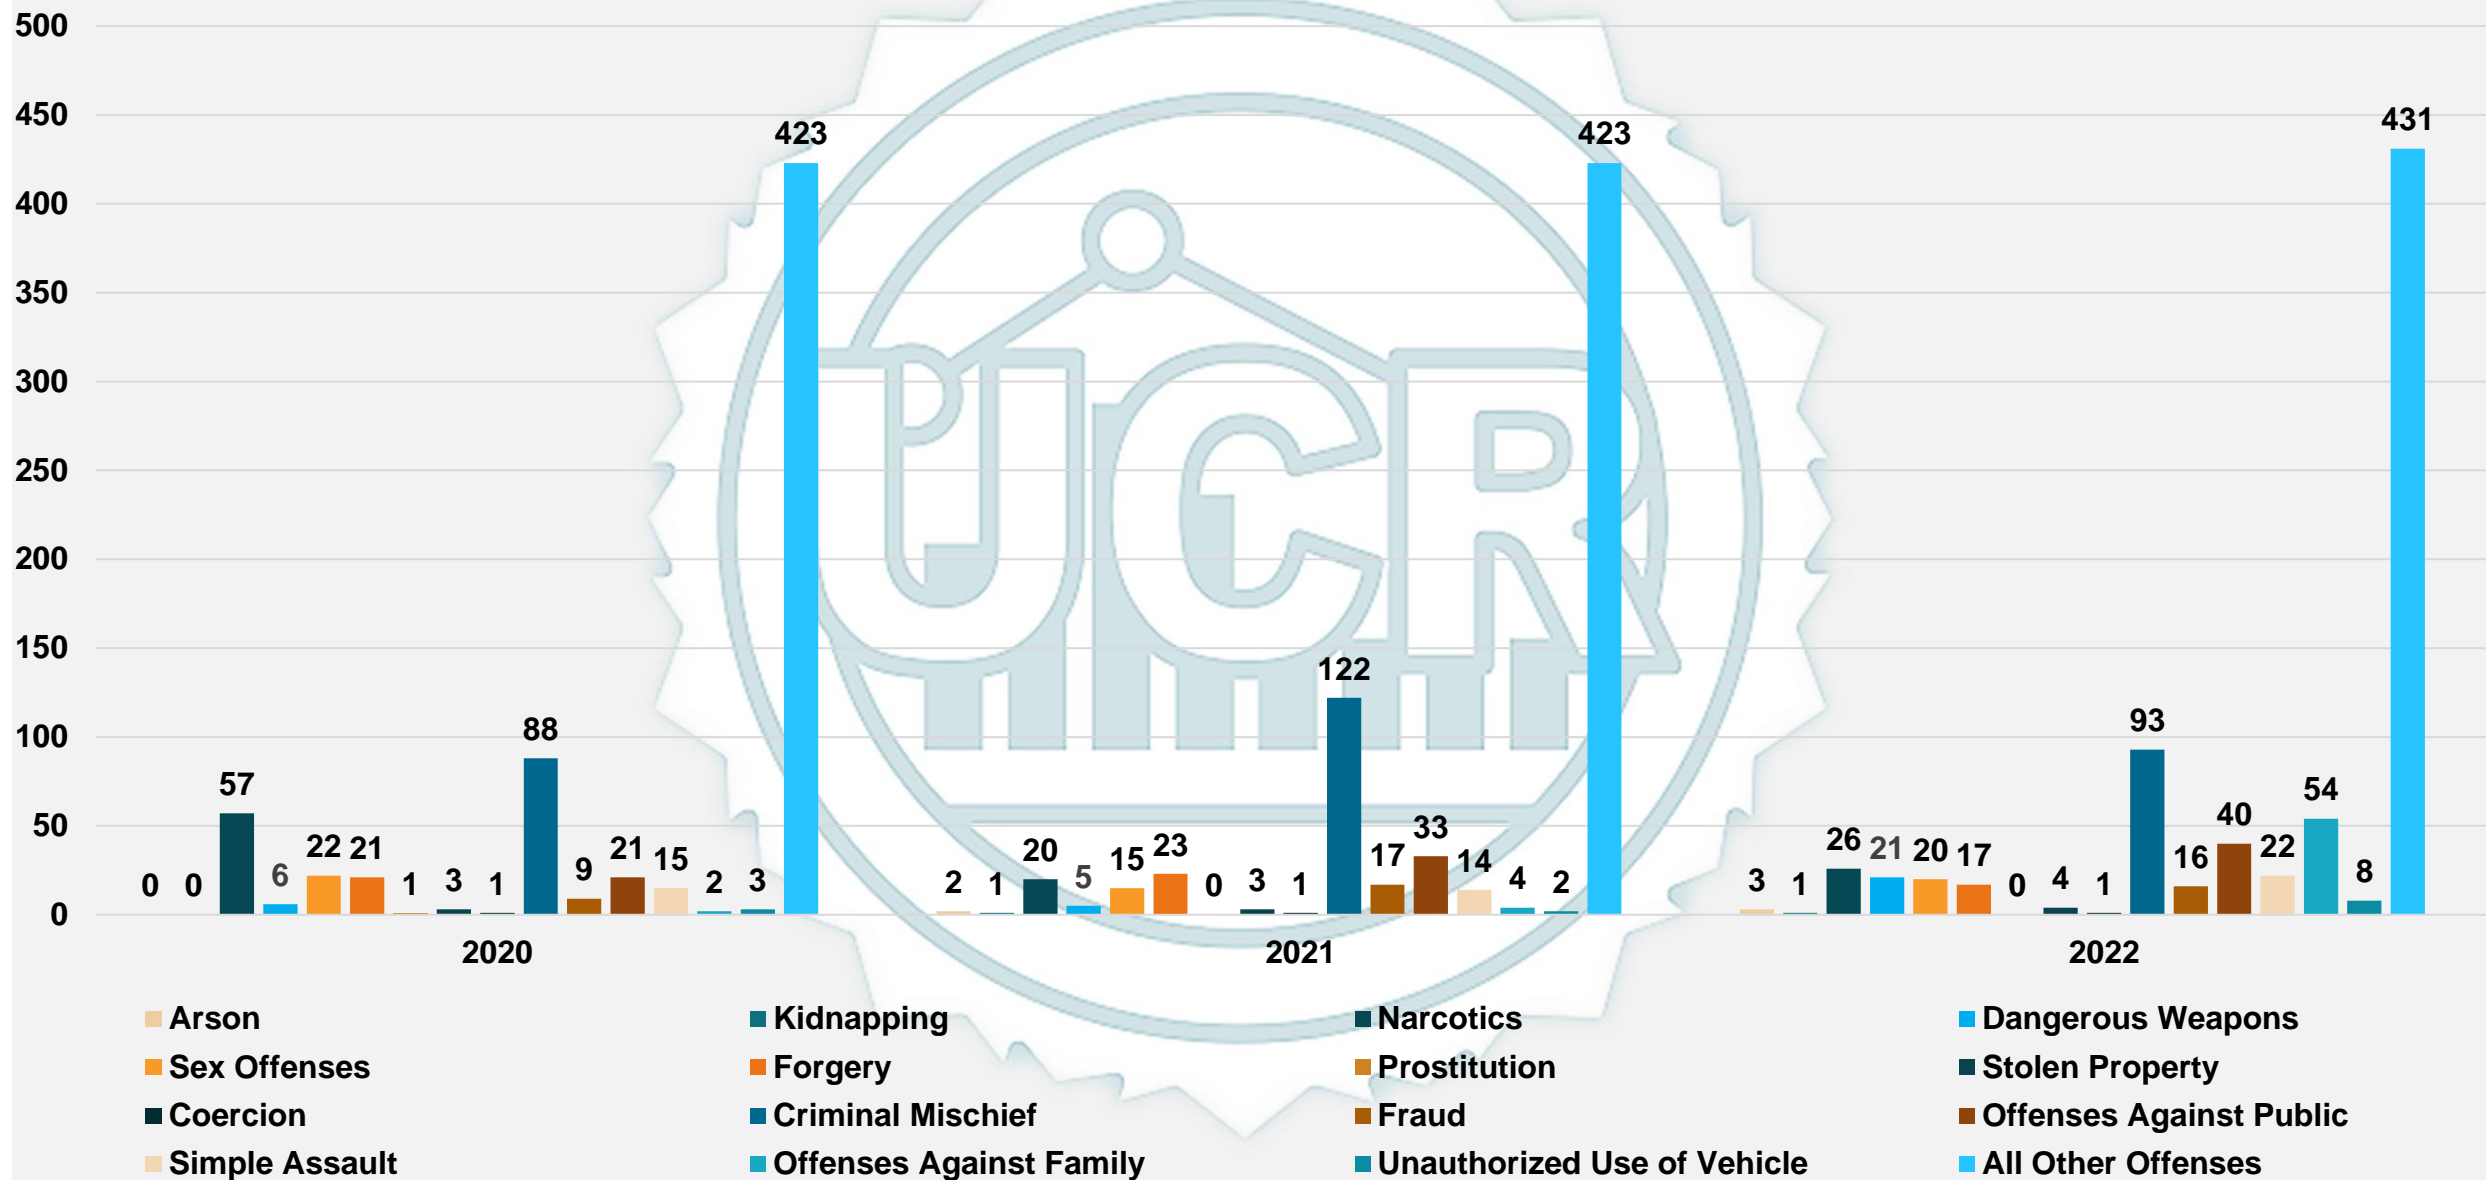 500
450
400
350
300
250
200
150
100
50
0
423
423
431
UCR
0 0 57 6 22 21 1 3 1 88 9 21 15 2 3
2 1 20 5 15 23 0 3 1 122 17 33 14 4 2
3 1 26 21 20 17 0 4 1 93 16 40 22 54 8
2020 2021 2022
Arson Kidnapping Narcotics Dangerous Weapons
Sex Offenses Forgery Prostitution Stolen Property
Coercion Criminal Mischief Fraud Offenses Against Public
Simple Assault Offenses Against Family Unauthorized Use of Vehicle All Other Offenses